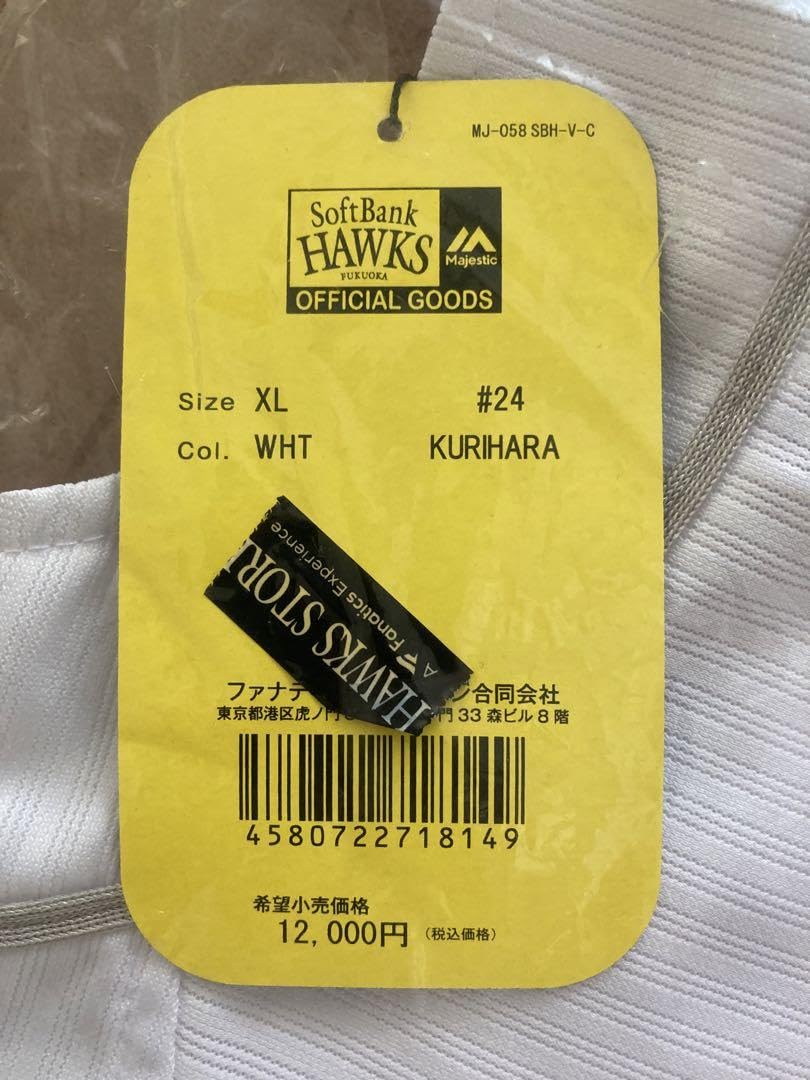 MJ-058 SBH-V-C
SoftBank
HAWKS
FUKUOKA
Majestic
OFFICIAL GOODS
Size XL #24
Col. WHT KURIHARA
HAWKS STOR
A Fanatics Experience
ファナテ ン合同会社
東京都港区虎ノ門 門33森ビル8階
4580722718149
希望小売価格
12,000円 (税込価格)